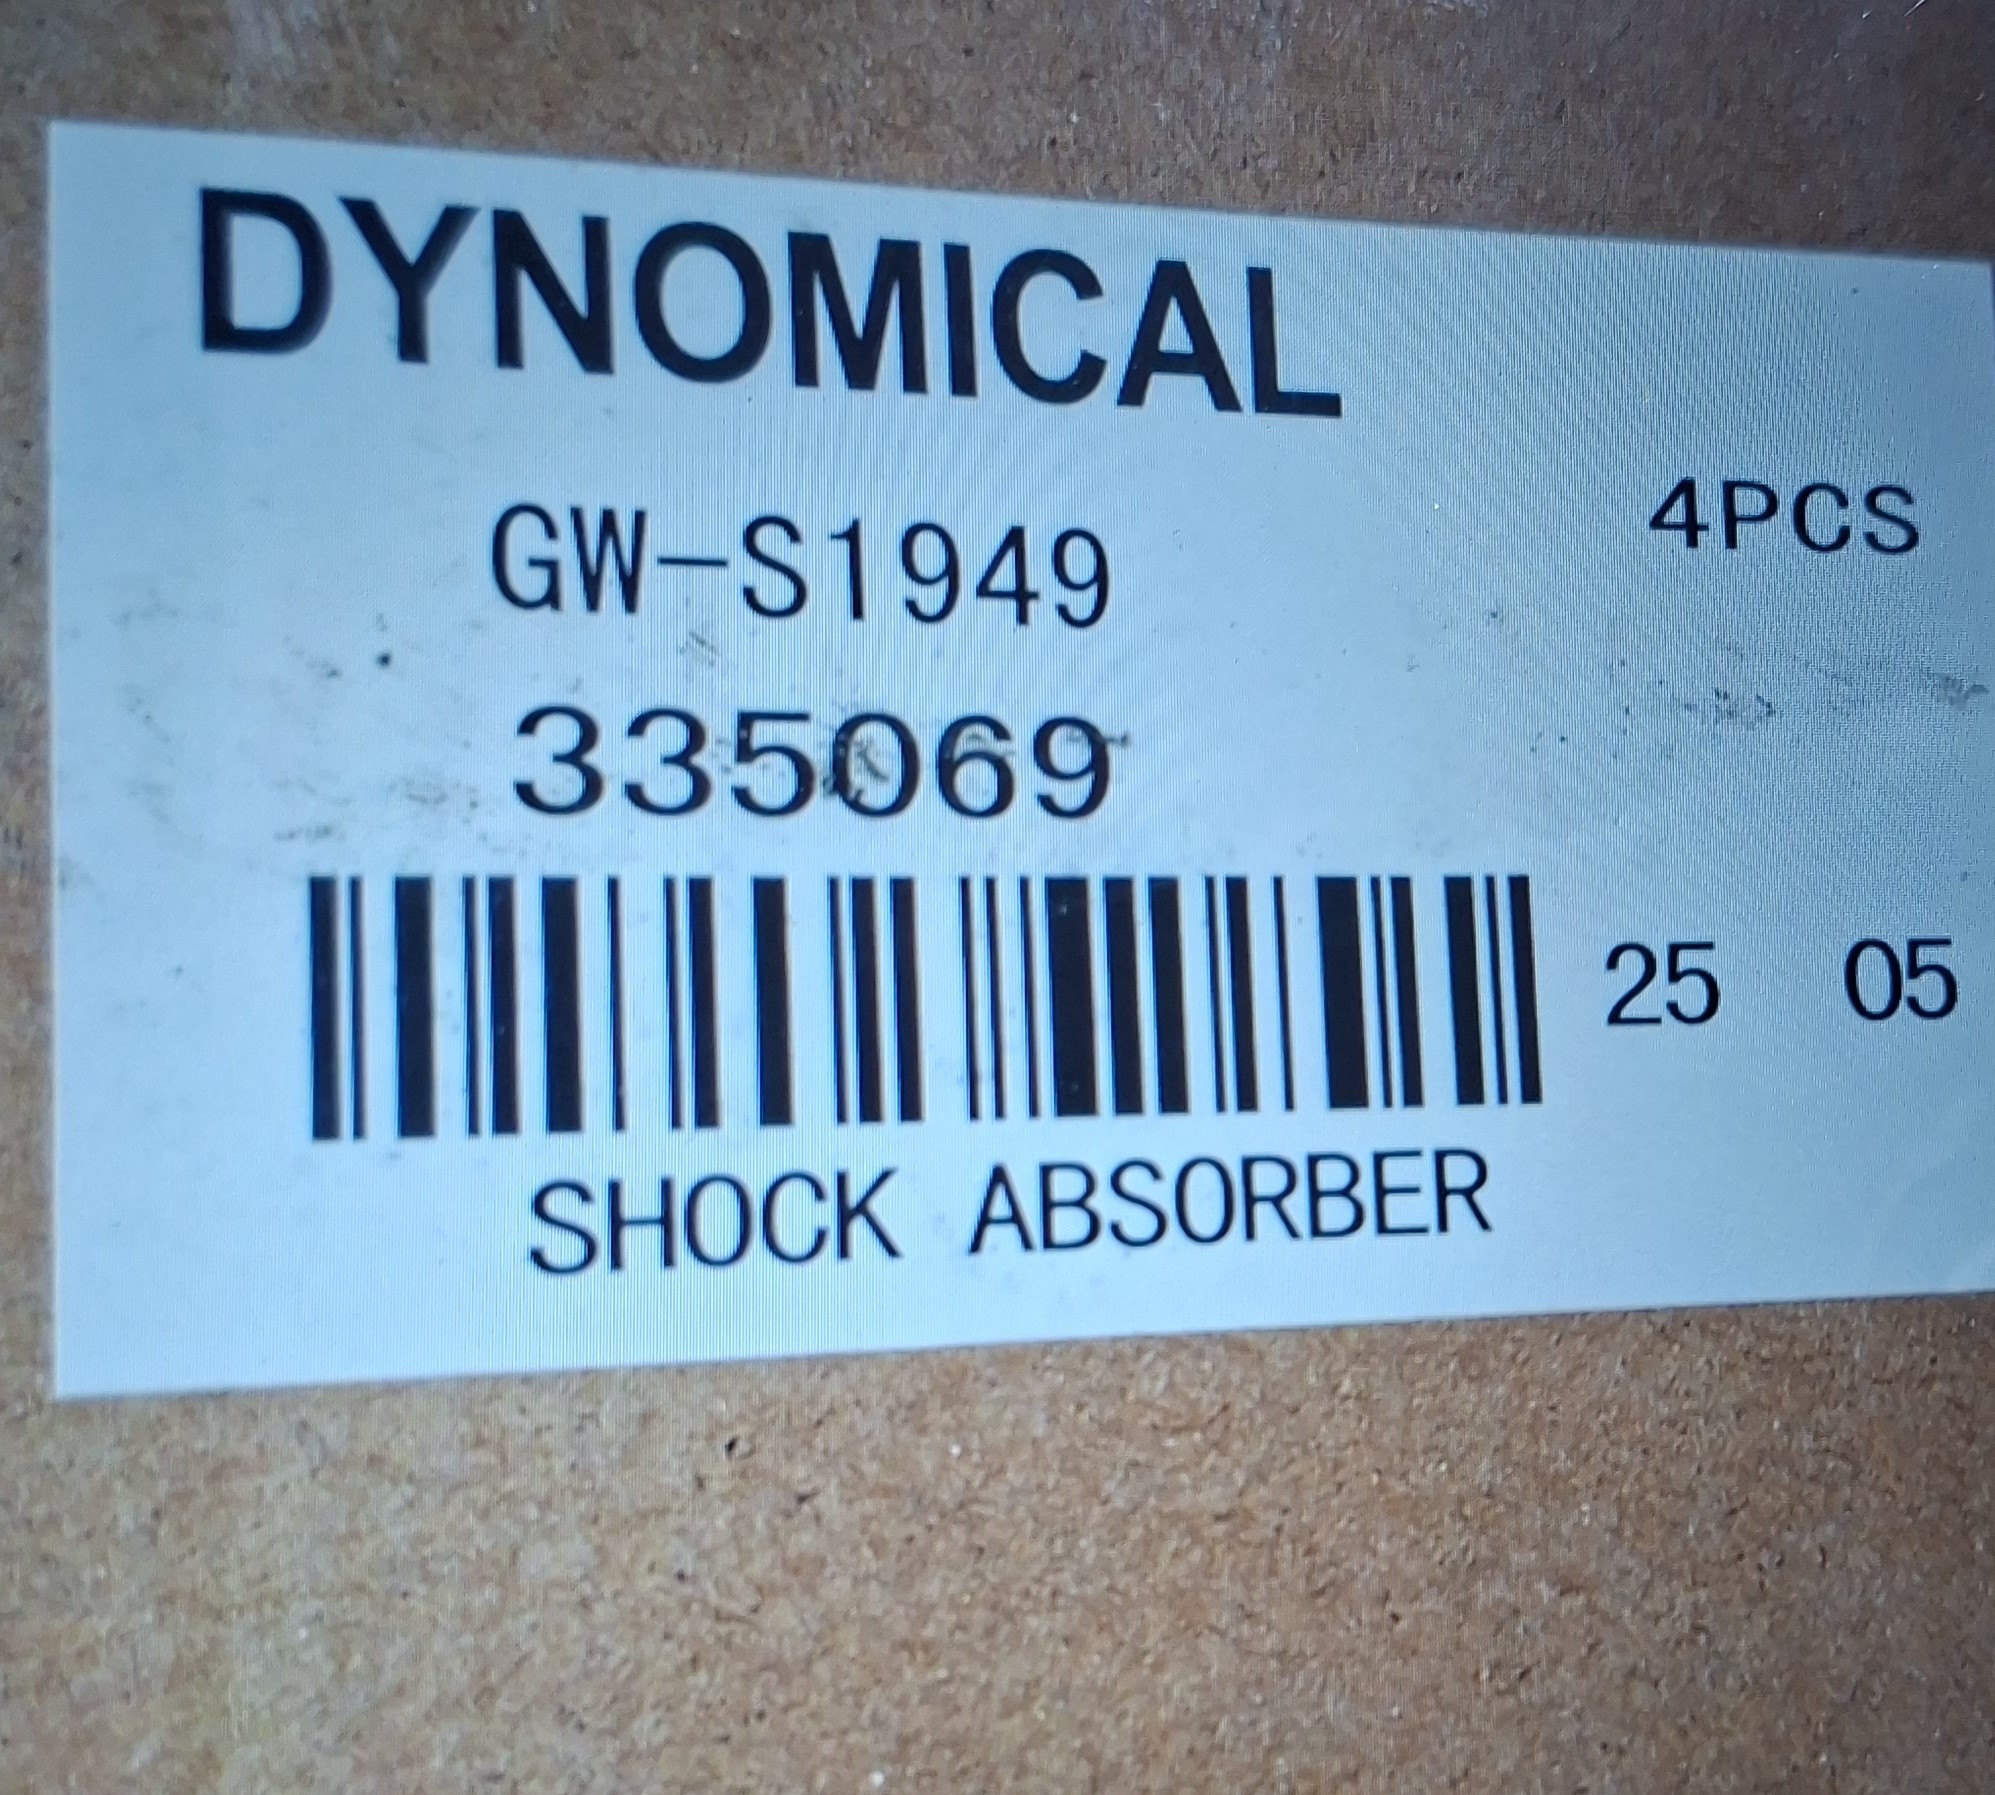 DYNOMICAL
GW-S1949
4PCS
335069
25 05
SHOCK ABSORBER